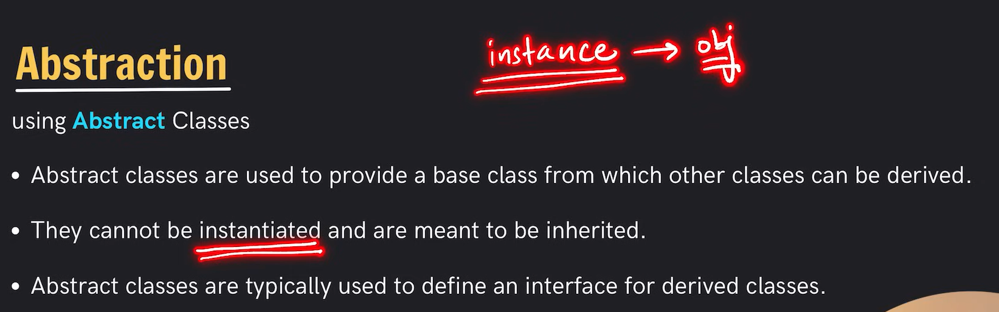 Abstraction
instance → obj
using Abstract Classes
• Abstract classes are used to provide a base class from which other classes can be derived.
• They cannot be instantiated and are meant to be inherited.
• Abstract classes are typically used to define an interface for derived classes.